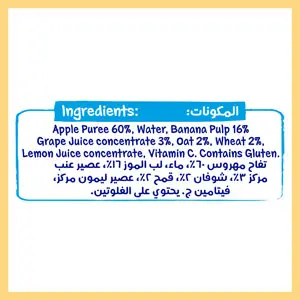 Ingredients: المكونات:
Apple Puree 60%, Water, Banana Pulp 16%
Grape Juice concentrate 3%, Oat 2%, Wheat 2%,
Lemon Juice concentrate, Vitamin C. Contains Gluten.
تفاح مهروس ٦٠٪، ماء، لب الموز ١٦٪، عصير عنب
مركز ٣٪، شوفان ٢٪، قمح ٢٪، عصير ليمون مركز،
فيتامين ج. يحتوي على الغلوتين.